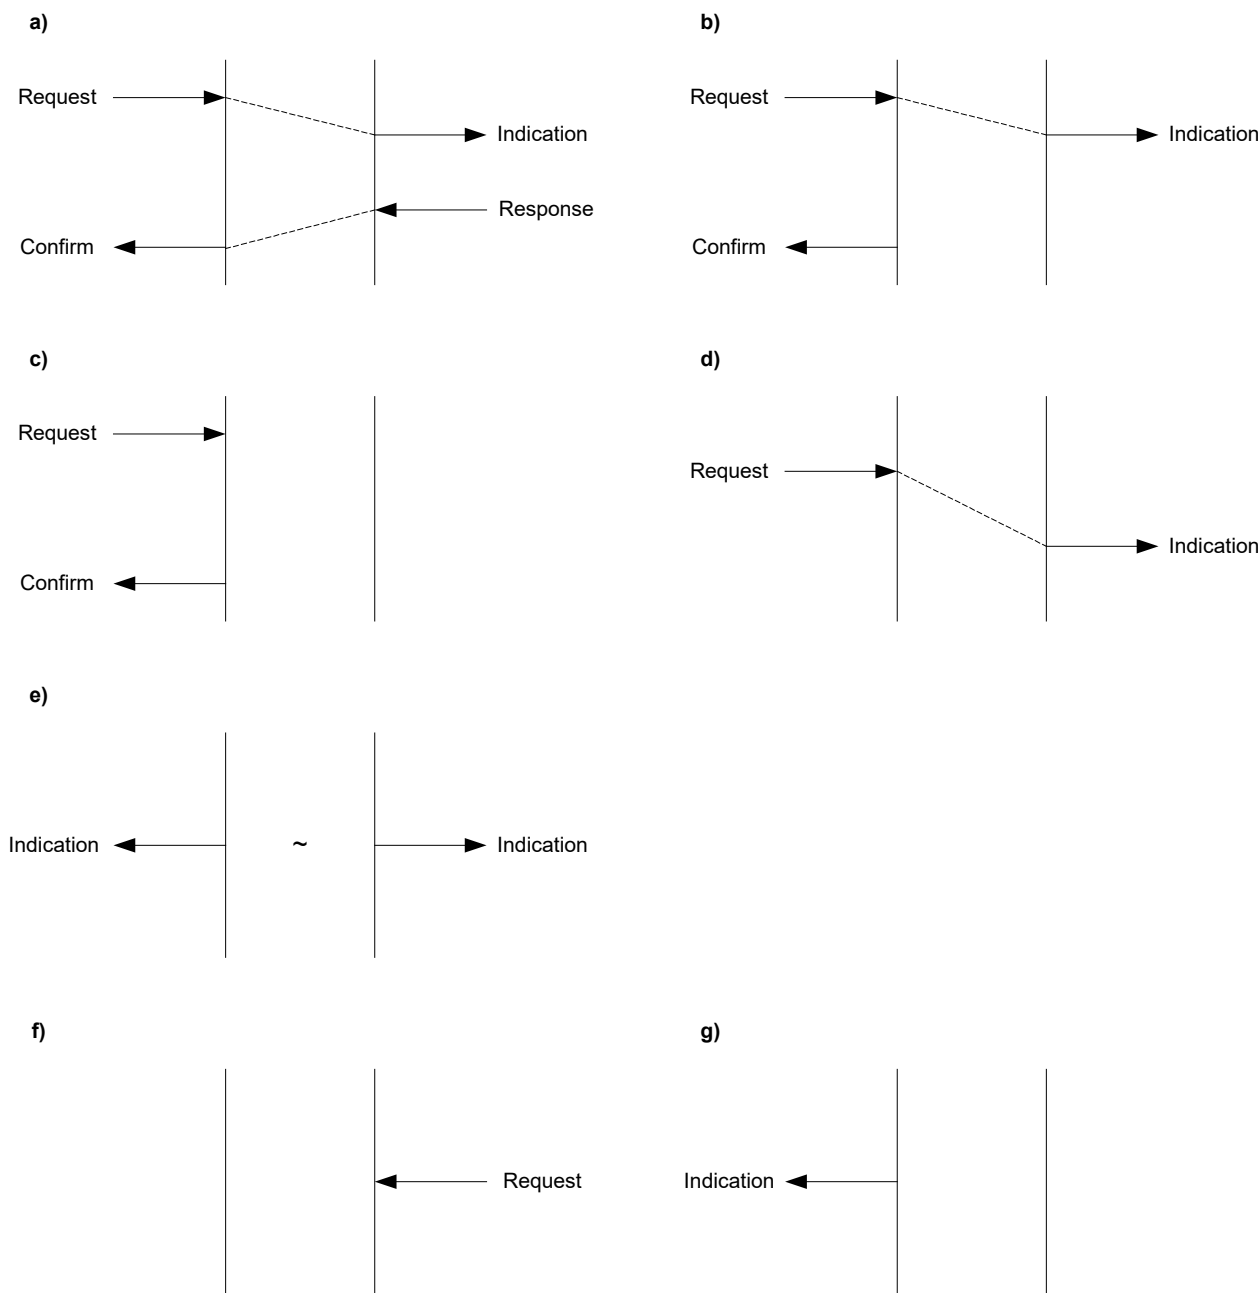 a)
Request
Indication
Response
Confirm
b)
Request
Indication
Confirm
c)
Request
Confirm
d)
Request
Indication
e)
Indication
~
Indication
f)
Request
g)
Indication